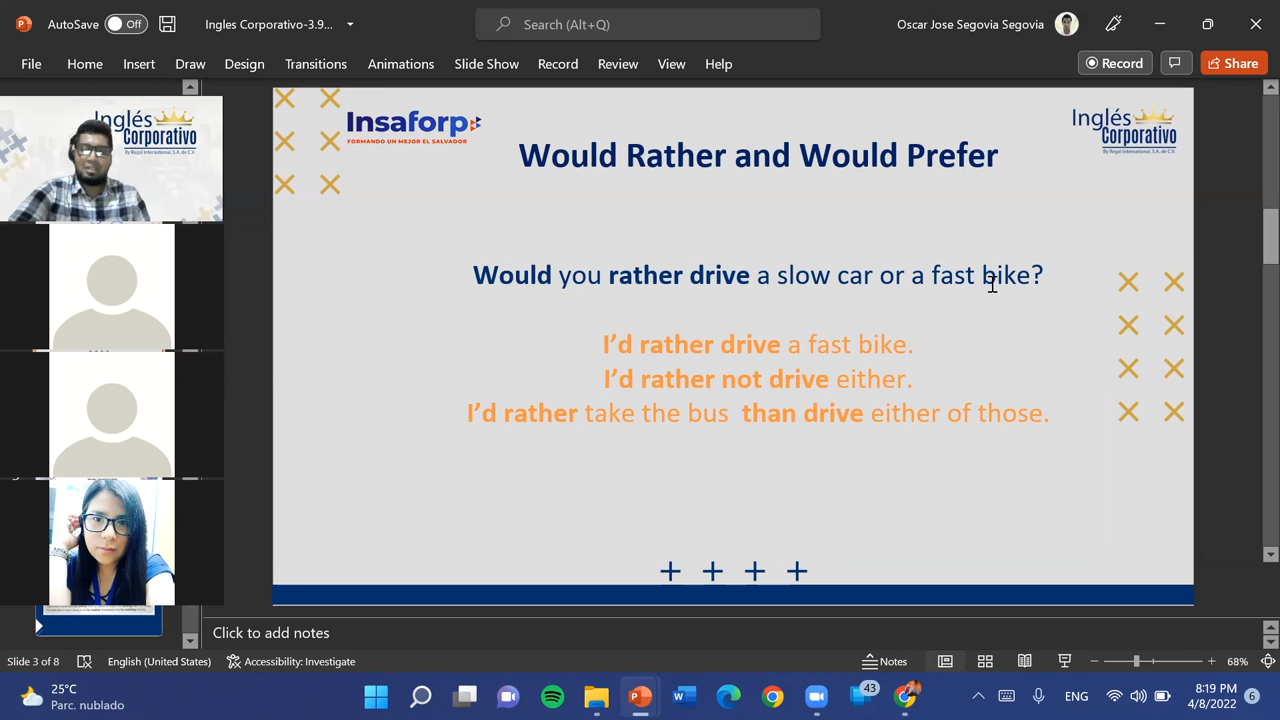 AutoSave Off Ingles Corporativo-3.9... Search (Alt+Q) Oscar Jose Segovia Segovia
File Home Insert Draw Design Transitions Animations Slide Show Record Review View Help Record Share
Inglés
Corporativo
By Regal International, S.A. de C.V.
Insaforp
FORMANDO UN MEJOR EL SALVADOR
Inglés
Corporativo
By Regal International, S.A. de C.V.
Would Rather and Would Prefer
Would you rather drive a slow car or a fast bike?
I'd rather drive a fast bike.
I'd rather not drive either.
I'd rather take the bus than drive either of those.
Click to add notes
Slide 3 of 8 English (United States) Accessibility: Investigate Notes 68%
25°C
Parc. nublado
43
ENG
8:19 PM
4/8/2022
6